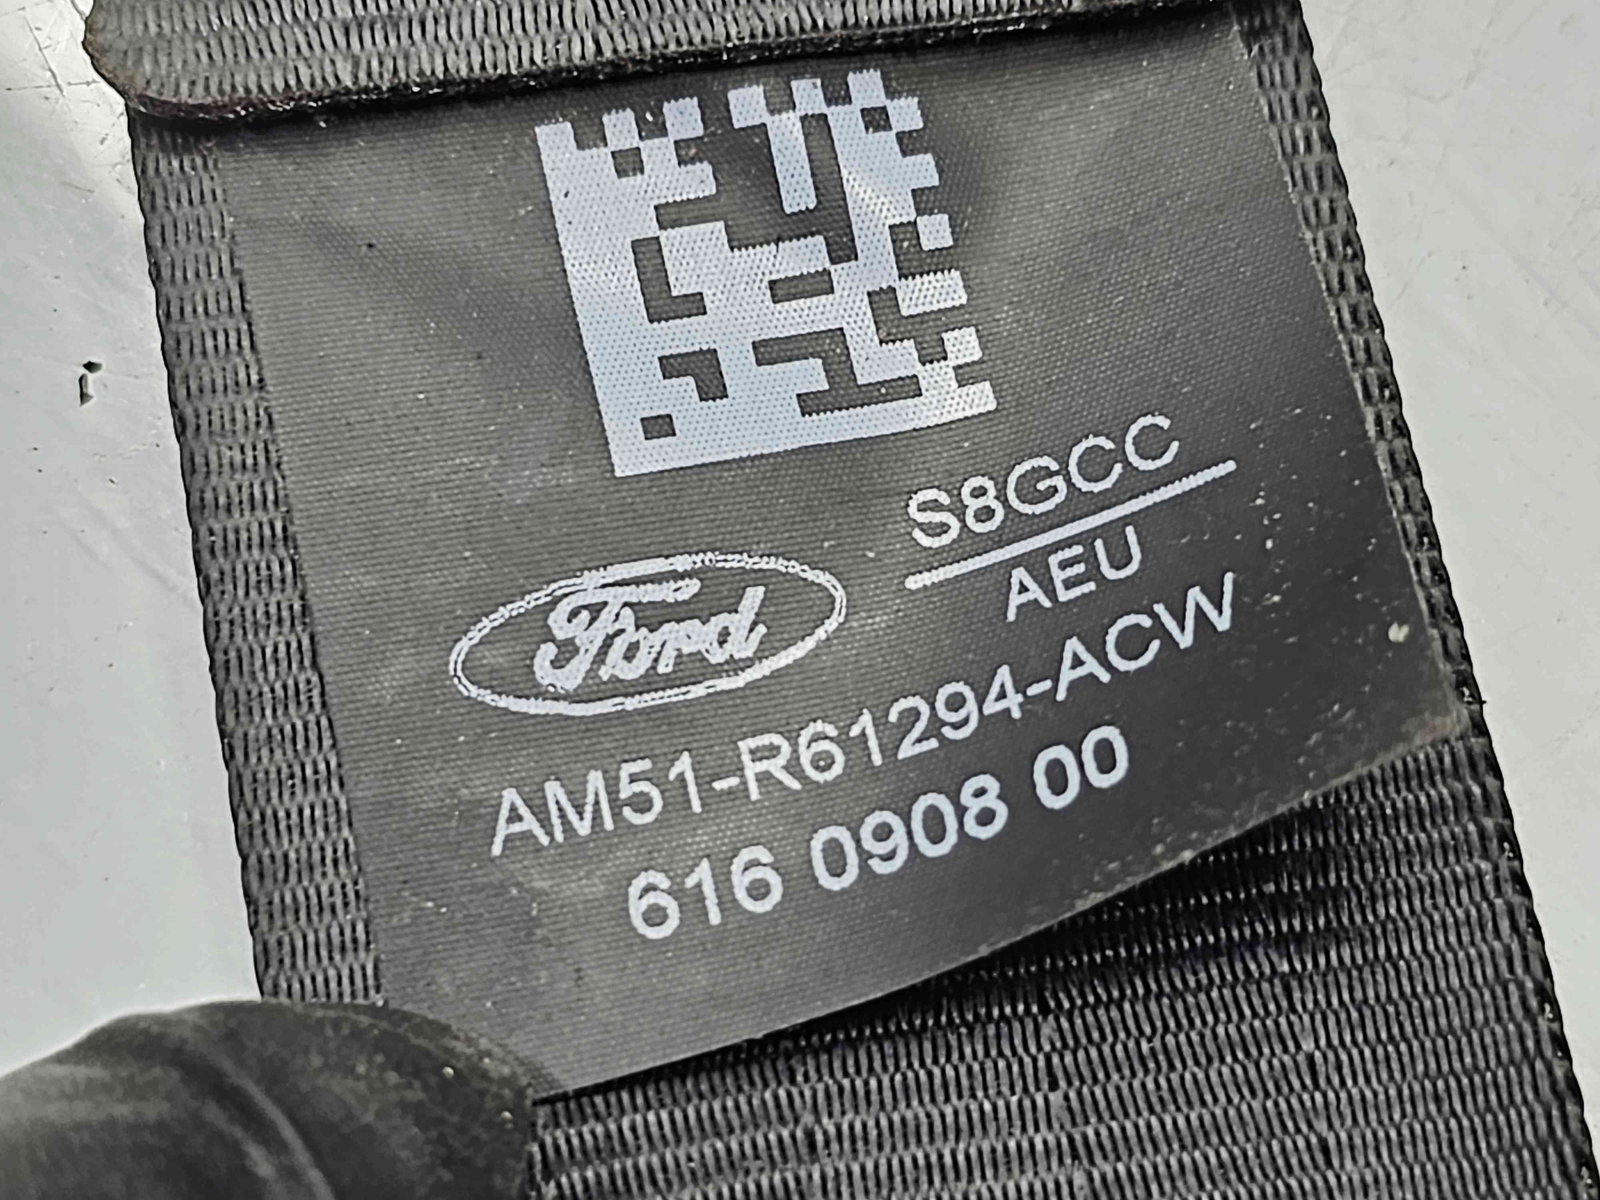 S8GCC
AEU
Ford
AM51-R61294-ACW
616 0908 00